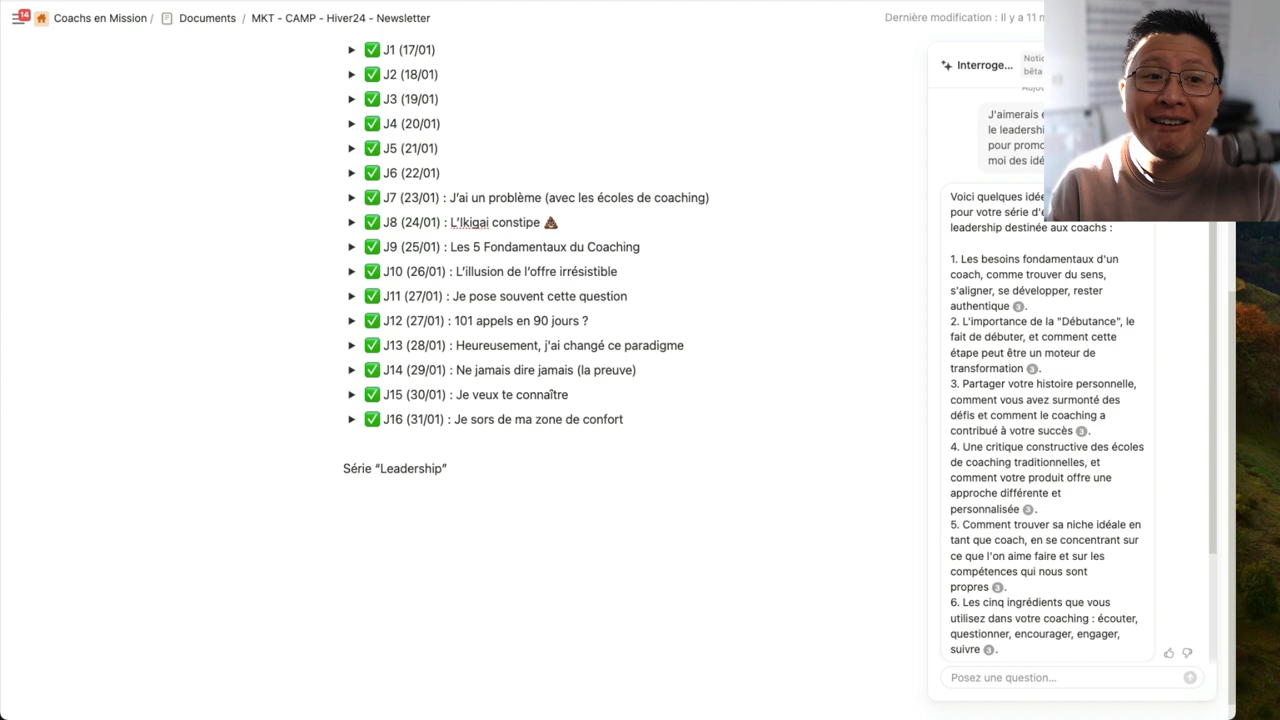 14 Coachs en Mission / Documents / MKT - CAMP - Hiver24 - Newsletter
Dernière modification : Il y a 11
J1 (17/01)
J2 (18/01)
J3 (19/01)
J4 (20/01)
J5 (21/01)
J6 (22/01)
J7 (23/01) : J'ai un problème (avec les écoles de coaching)
J8 (24/01) : L'Ikigai constipe 💩
J9 (25/01) : Les 5 Fondamentaux du Coaching
J10 (26/01) : L'illusion de l'offre irrésistible
J11 (27/01) : Je pose souvent cette question
J12 (27/01) : 101 appels en 90 jours ?
J13 (28/01) : Heureusement, j'ai changé ce paradigme
J14 (29/01) : Ne jamais dire jamais (la preuve)
J15 (30/01) : Je veux te connaître
J16 (31/01) : Je sors de ma zone de confort
Série “Leadership”
Interroge...
bêta
J'aimerais
le leadership
pour
moi des
Voici quelques
pour votre série
leadership destinée aux coachs :
1. Les besoins fondamentaux d'un
coach, comme trouver du sens,
s'aligner, se développer, rester
authentique 3.
2. L'importance de la "Débutance", le
fait de débuter, et comment cette
étape peut être un moteur de
transformation 3.
3. Partager votre histoire personnelle,
comment vous avez surmonté des
défis et comment le coaching a
contribué à votre succès 3.
4. Une critique constructive des écoles
de coaching traditionnelles, et
comment votre produit offre une
approche différente et
personnalisée 3.
5. Comment trouver sa niche idéale en
tant que coach, en se concentrant sur
ce que l'on aime faire et sur les
compétences qui nous sont
propres 3.
6. Les cinq ingrédients que vous
utilisez dans votre coaching : écouter,
questionner, encourager, engager,
suivre 3.
Posez une question...